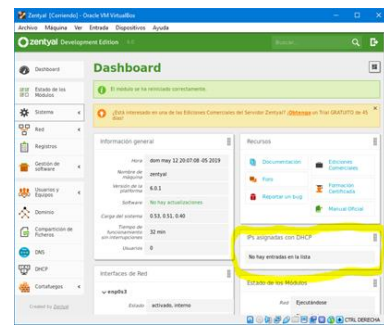 Zentyal [Corriendo] - Oracle VM VirtualBox
Archivo Máquina Ver Entrada Dispositivos Ayuda
zentyal Development Edition 6.0
Buscar...
Dashboard
Estado de los Módulos
Sistema
Red
Registros
Gestión de software
Usuarios y Equipos
Dominio
Compartición de Ficheros
DNS
DHCP
Cortafuegos
Created by Zentyal
Dashboard
El módulo se ha reiniciado correctamente.
¿Está interesado en uno de las Ediciones Comerciales del Servidor Zentyal? ¡Obtenga un Trial GRATUITO de 45 días!
Información general
Hora dom may 12 20:07:08 -05 2019
Nombre de máquina zentyal
Versión de la plataforma 6.0.1
Software No hay actualizaciones
Carga del sistema 0.53, 0.51, 0.40
Tiempo de funcionamiento sin interrupciones 32 min
Usuarios 0
Interfaces de Red
enp0s3
Estado activado, interno
Recursos
Documentación
Ediciones Comerciales
Foro
Formación Certificada
Reportar un bug
Manual Oficial
IPs asignadas con DHCP
No hay entradas en la lista
Estado de los Módulos
Red Ejecutándose
CTRL DERECHA